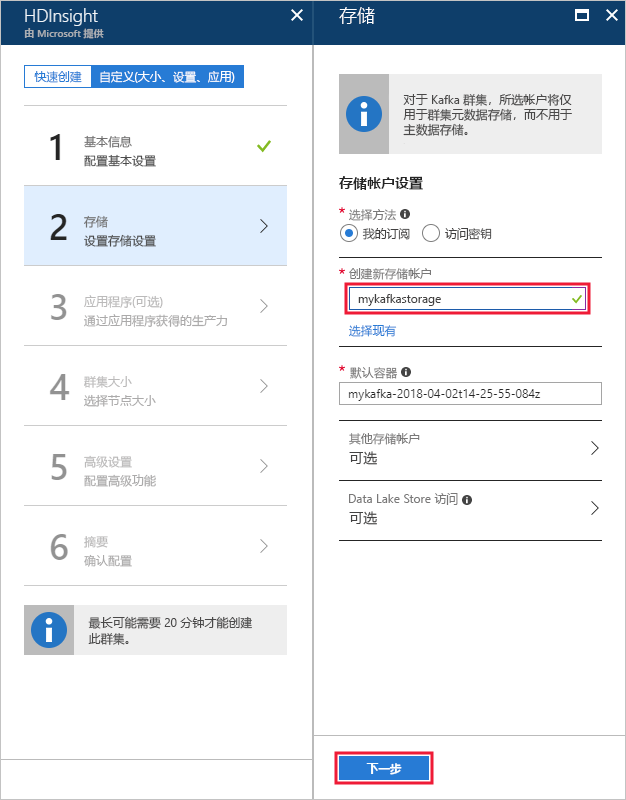 HDInsight
由 Microsoft 提供
快速创建
自定义(大小、设置、应用)
1
基本信息
配置基本设置
2
存储
设置存储设置
3
应用程序(可选)
通过应用程序获得的生产力
4
群集大小
选择节点大小
5
高级设置
配置高级功能
6
摘要
确认配置
最长可能需要 20 分钟才能创建
此群集。
存储
对于 Kafka 群集，所选帐户将仅
用于群集元数据存储，而不用于
主数据存储。
存储帐户设置
* 选择方法
我的订阅
访问密钥
* 创建新存储帐户
mykafkastorage
选择现有
* 默认容器
mykafka-2018-04-02t14-25-55-084z
其他存储帐户
可选
Data Lake Store 访问
可选
下一步